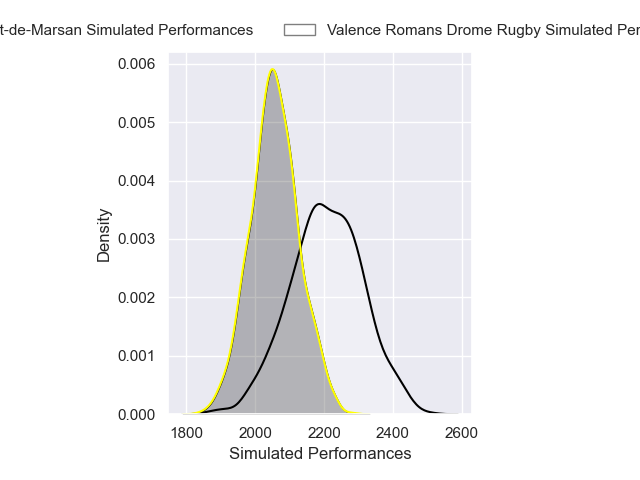 t-de-Marsan Simulated Performances
Valence Romans Drome Rugby Simulated Per
0.006
0.005
0.004
0.003
0.002
0.001
0.000
Density
1800 2000 2200 2400 2600
Simulated Performances